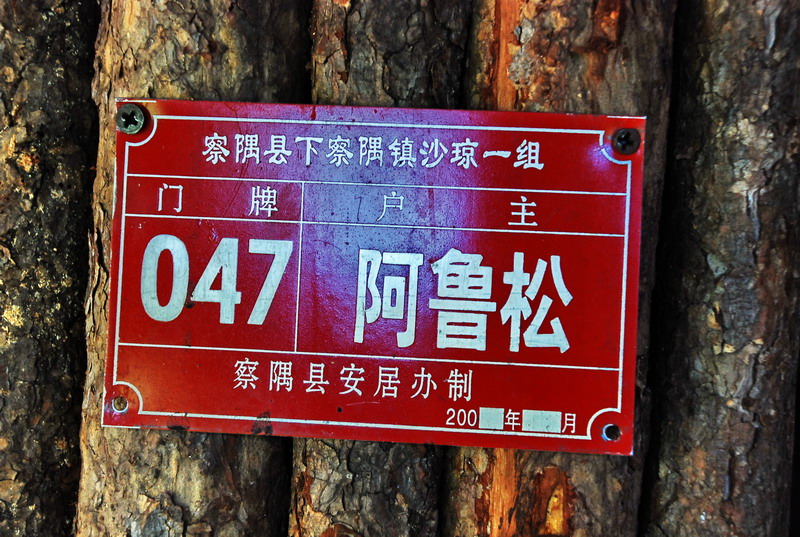 察隅县下察隅镇沙琼一组
门牌 户主
047 阿鲁松
察隅县安居办制
200 年 月